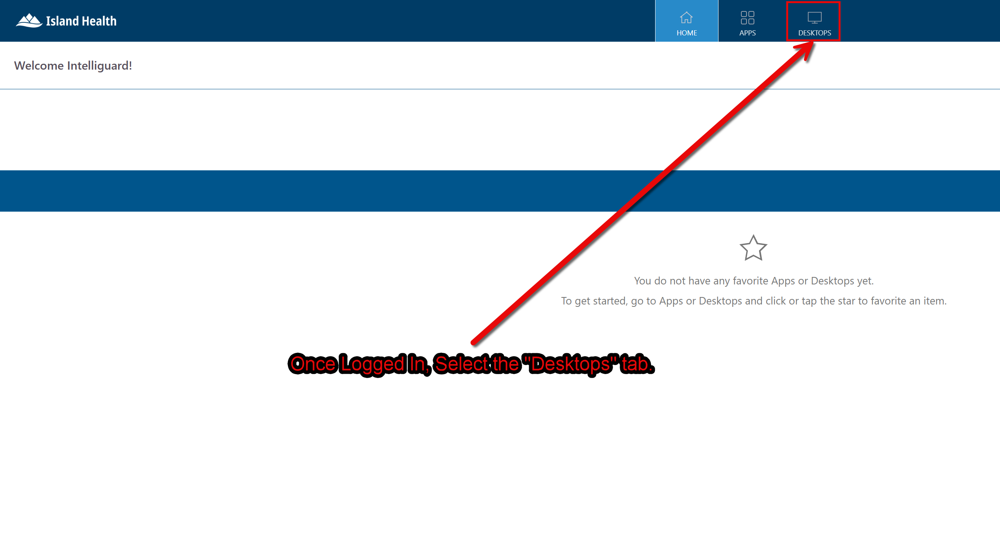 Island Health
HOME
APPS
DESKTOPS
Welcome Intelliguard!
You do not have any favorite Apps or Desktops yet.
To get started, go to Apps or Desktops and click or tap the star to favorite an item.
Once Logged In, Select the "Desktops" tab.